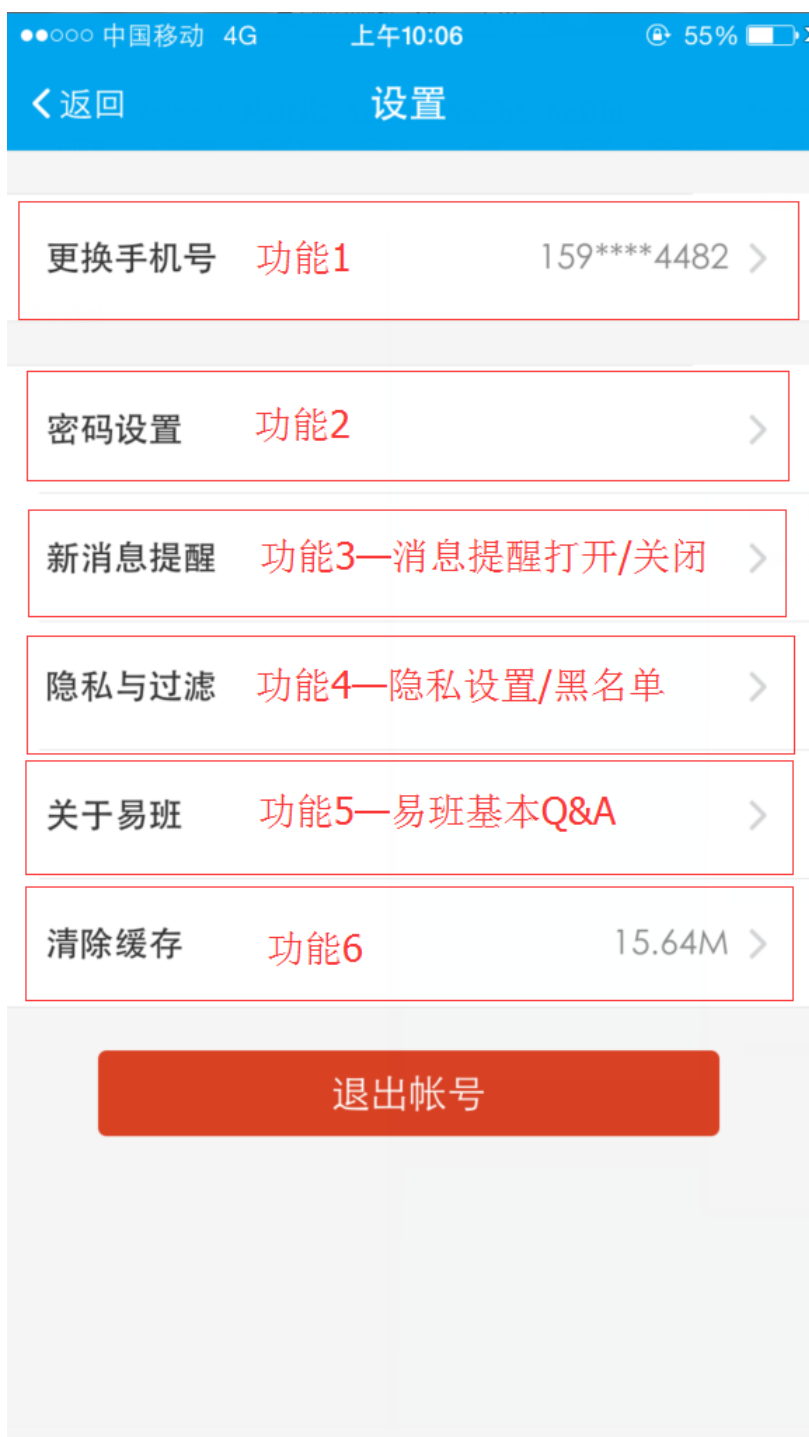 中国移动 4G 上午10:06 55%
返回 设置
更换手机号 功能1 159****4482
密码设置 功能2
新消息提醒 功能3—消息提醒打开/关闭
隐私与过滤 功能4—隐私设置/黑名单
关于易班 功能5—易班基本Q&A
清除缓存 功能6 15.64M
退出帐号